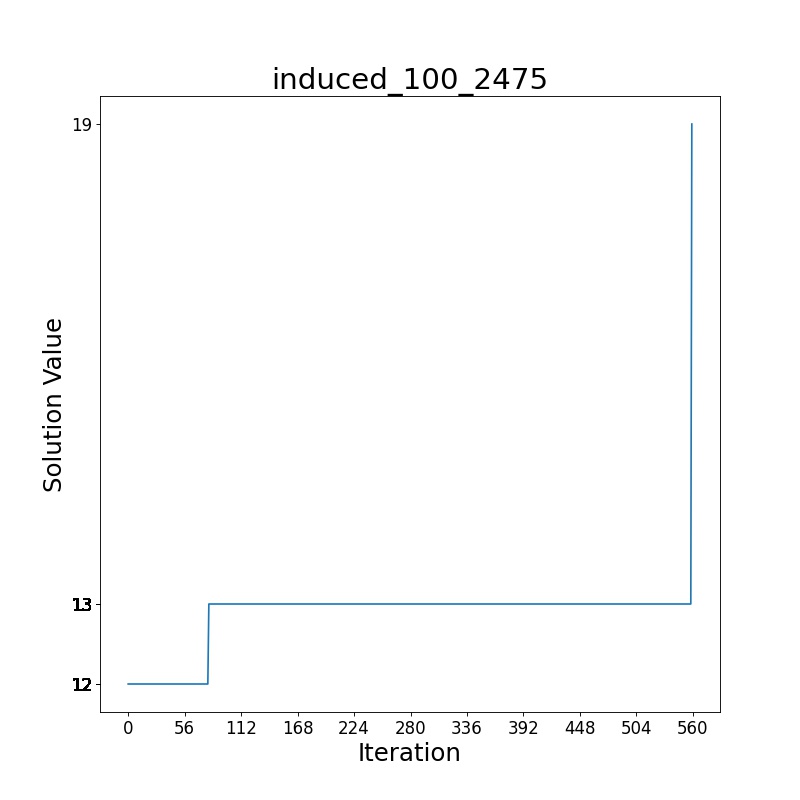 induced_100_2475
Solution Value
19
13
12
0 56 112 168 224 280 336 392 448 504 560
Iteration